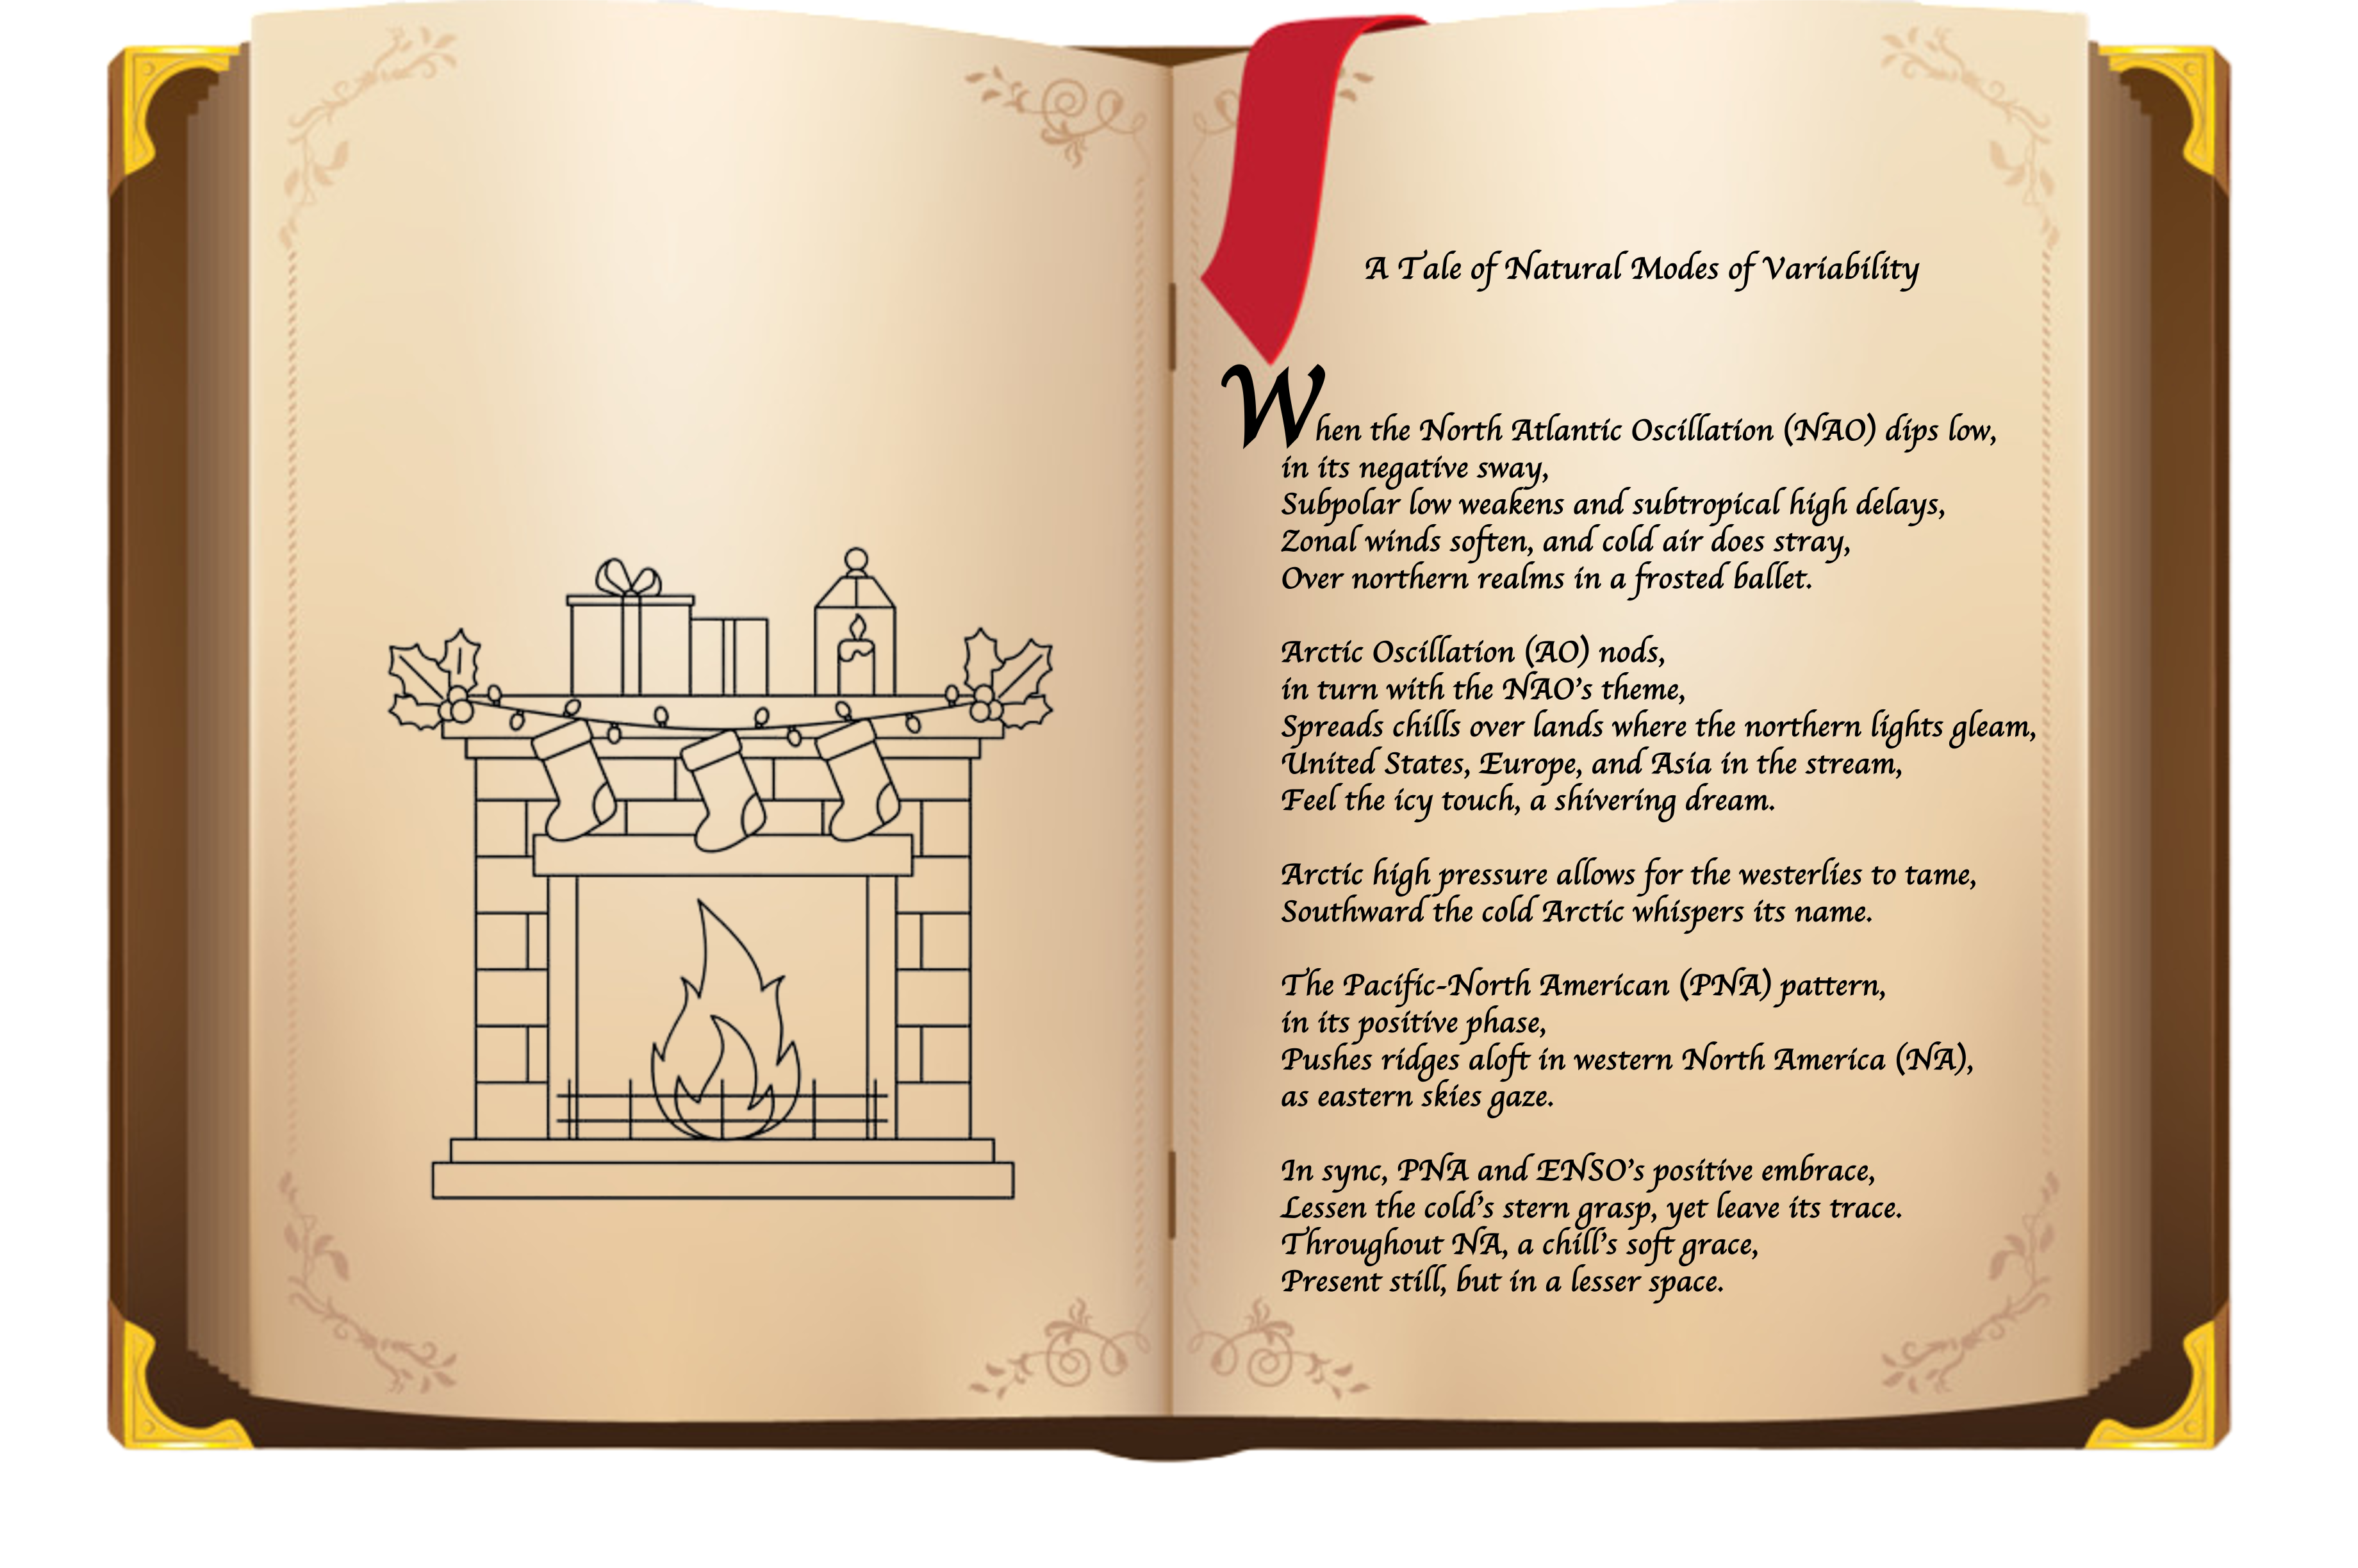 A Tale of Natural Modes of Variability
When the North Atlantic Oscillation (NAO) dips low,
in its negative sway,
Subpolar low weakens and subtropical high delays,
Zonal winds soften, and cold air does stray,
Over northern realms in a frosted ballet.
Arctic Oscillation (AO) nods,
in turn with the NAO's theme,
Spreads chills over lands where the northern lights gleam,
United States, Europe, and Asia in the stream,
Feel the icy touch, a shivering dream.
Arctic high pressure allows for the westerlies to tame,
Southward the cold Arctic whispers its name.
The Pacific-North American (PNA) pattern,
in its positive phase,
Pushes ridges aloft in western North America (NA),
as eastern skies gaze.
In sync, PNA and ENSO's positive embrace,
Lessen the cold's stern grasp, yet leave its trace.
Throughout NA, a chill's soft grace,
Present still, but in a lesser space.